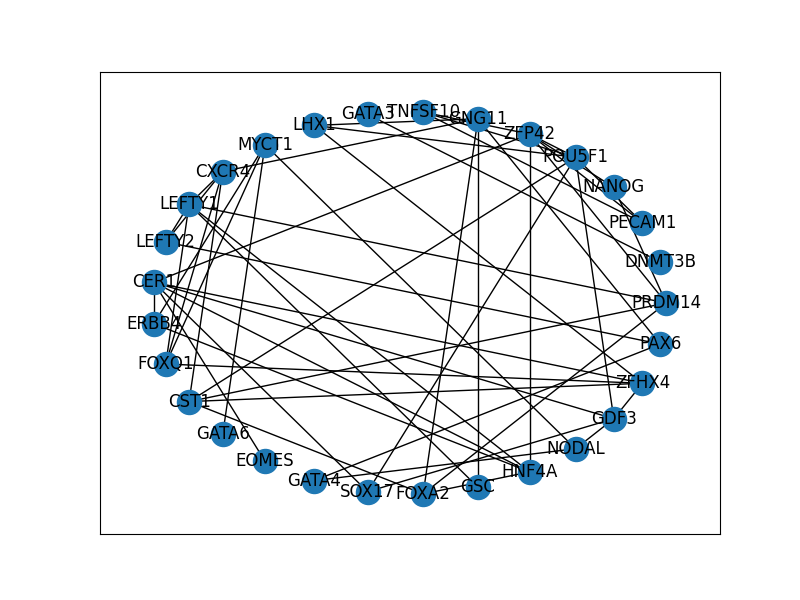 TNFSF10
GATA3
GNG11
LHX1
ZFP42
MYCT1
POU5F1
CXCR4
NANOG
LEFTY1
PECAM1
LEFTY2
DNMT3B
CER1
PRDM14
ERBB4
PAX6
FOXQ1
ZFHX4
CST1
GDF3
GATA6
NODAL
EOMES
HNF4A
GATA4
GSC
SOX17
FOXA2